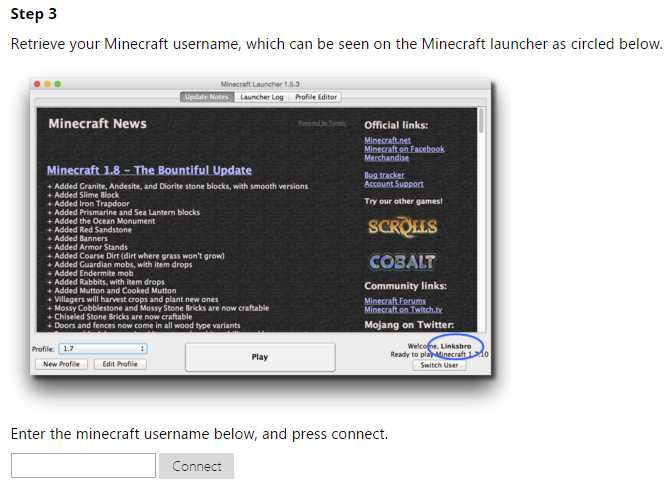 Step 3
Retrieve your Minecraft username, which can be seen on the Minecraft launcher as circled below.
Minecraft Launcher 1.5.3
Update Notes Launcher Log Profile Editor
Minecraft News
Powered by Tumblr
Minecraft 1.8 – The Bountiful Update
+ Added Granite, Andesite, and Diorite stone blocks, with smooth versions
+ Added Slime Block
+ Added Iron Trapdoor
+ Added Prismarine and Sea Lantern blocks
+ Added the Ocean Monument
+ Added Red Sandstone
+ Added Banners
+ Added Armor Stands
+ Added Coarse Dirt (dirt where grass won't grow)
+ Added Guardian mobs, with item drops
+ Added Endermite mob
+ Added Rabbits, with item drops
+ Added Mutton and Cooked Mutton
+ Villagers will harvest crops and plant new ones
+ Mossy Cobblestone and Mossy Stone Bricks are now craftable
+ Chiseled Stone Bricks are now craftable
+ Doors and fences now come in all wood type variants
Official links:
Minecraft.net
Minecraft on Facebook
Merchandise
Bug tracker
Account Support
Try our other games!
SCROLLS
COBALT
Community links:
Minecraft Forums
Minecraft on Twitch.tv
Mojang on Twitter:
Profile: 1.7
New Profile Edit Profile
Play
Welcome, Linksbro
Ready to play Minecraft 1.7.10
Switch User
Enter the minecraft username below, and press connect.
Connect